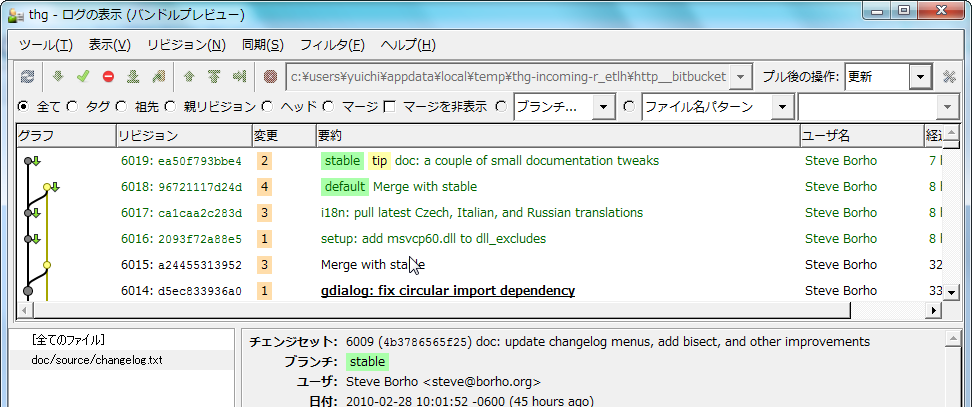 thg - ログの表示 (バンドルプレビュー)
ツール(T) 表示(V) リビジョン(N) 同期(S) フィルタ(F) ヘルプ(H)
c:¥users¥yuichi¥appdata¥local¥temp¥thg-incoming-r_etlh¥http__bitbucket プル後の操作: 更新
全て タグ 祖先 親リビジョン ヘッド マージ マージを非表示 ブランチ... ファイル名パターン
グラフ リビジョン 変更 要約 ユーザ名 経過
6019: ea50f793bbe4 2 stable tip doc: a couple of small documentation tweaks Steve Borho 7 h
6018: 96721117d24d 4 default Merge with stable Steve Borho 8 h
6017: ca1caa2c283d 3 i18n: pull latest Czech, Italian, and Russian translations Steve Borho 8 h
6016: 2093f72a88e5 1 setup: add msvcp60.dll to dll_excludes Steve Borho 8 h
6015: a24455313952 3 Merge with stable Steve Borho 32
6014: d5ec833936a0 1 gdialog: fix circular import dependency Steve Borho 33
[全てのファイル]
doc/source/changelog.txt
チェンジセット: 6009 (4b3786565f25) doc: update changelog menus, add bisect, and other improvements
ブランチ: stable
ユーザ: Steve Borho <steve@borho.org>
日付: 2010-02-28 10:01:52 -0600 (45 hours ago)